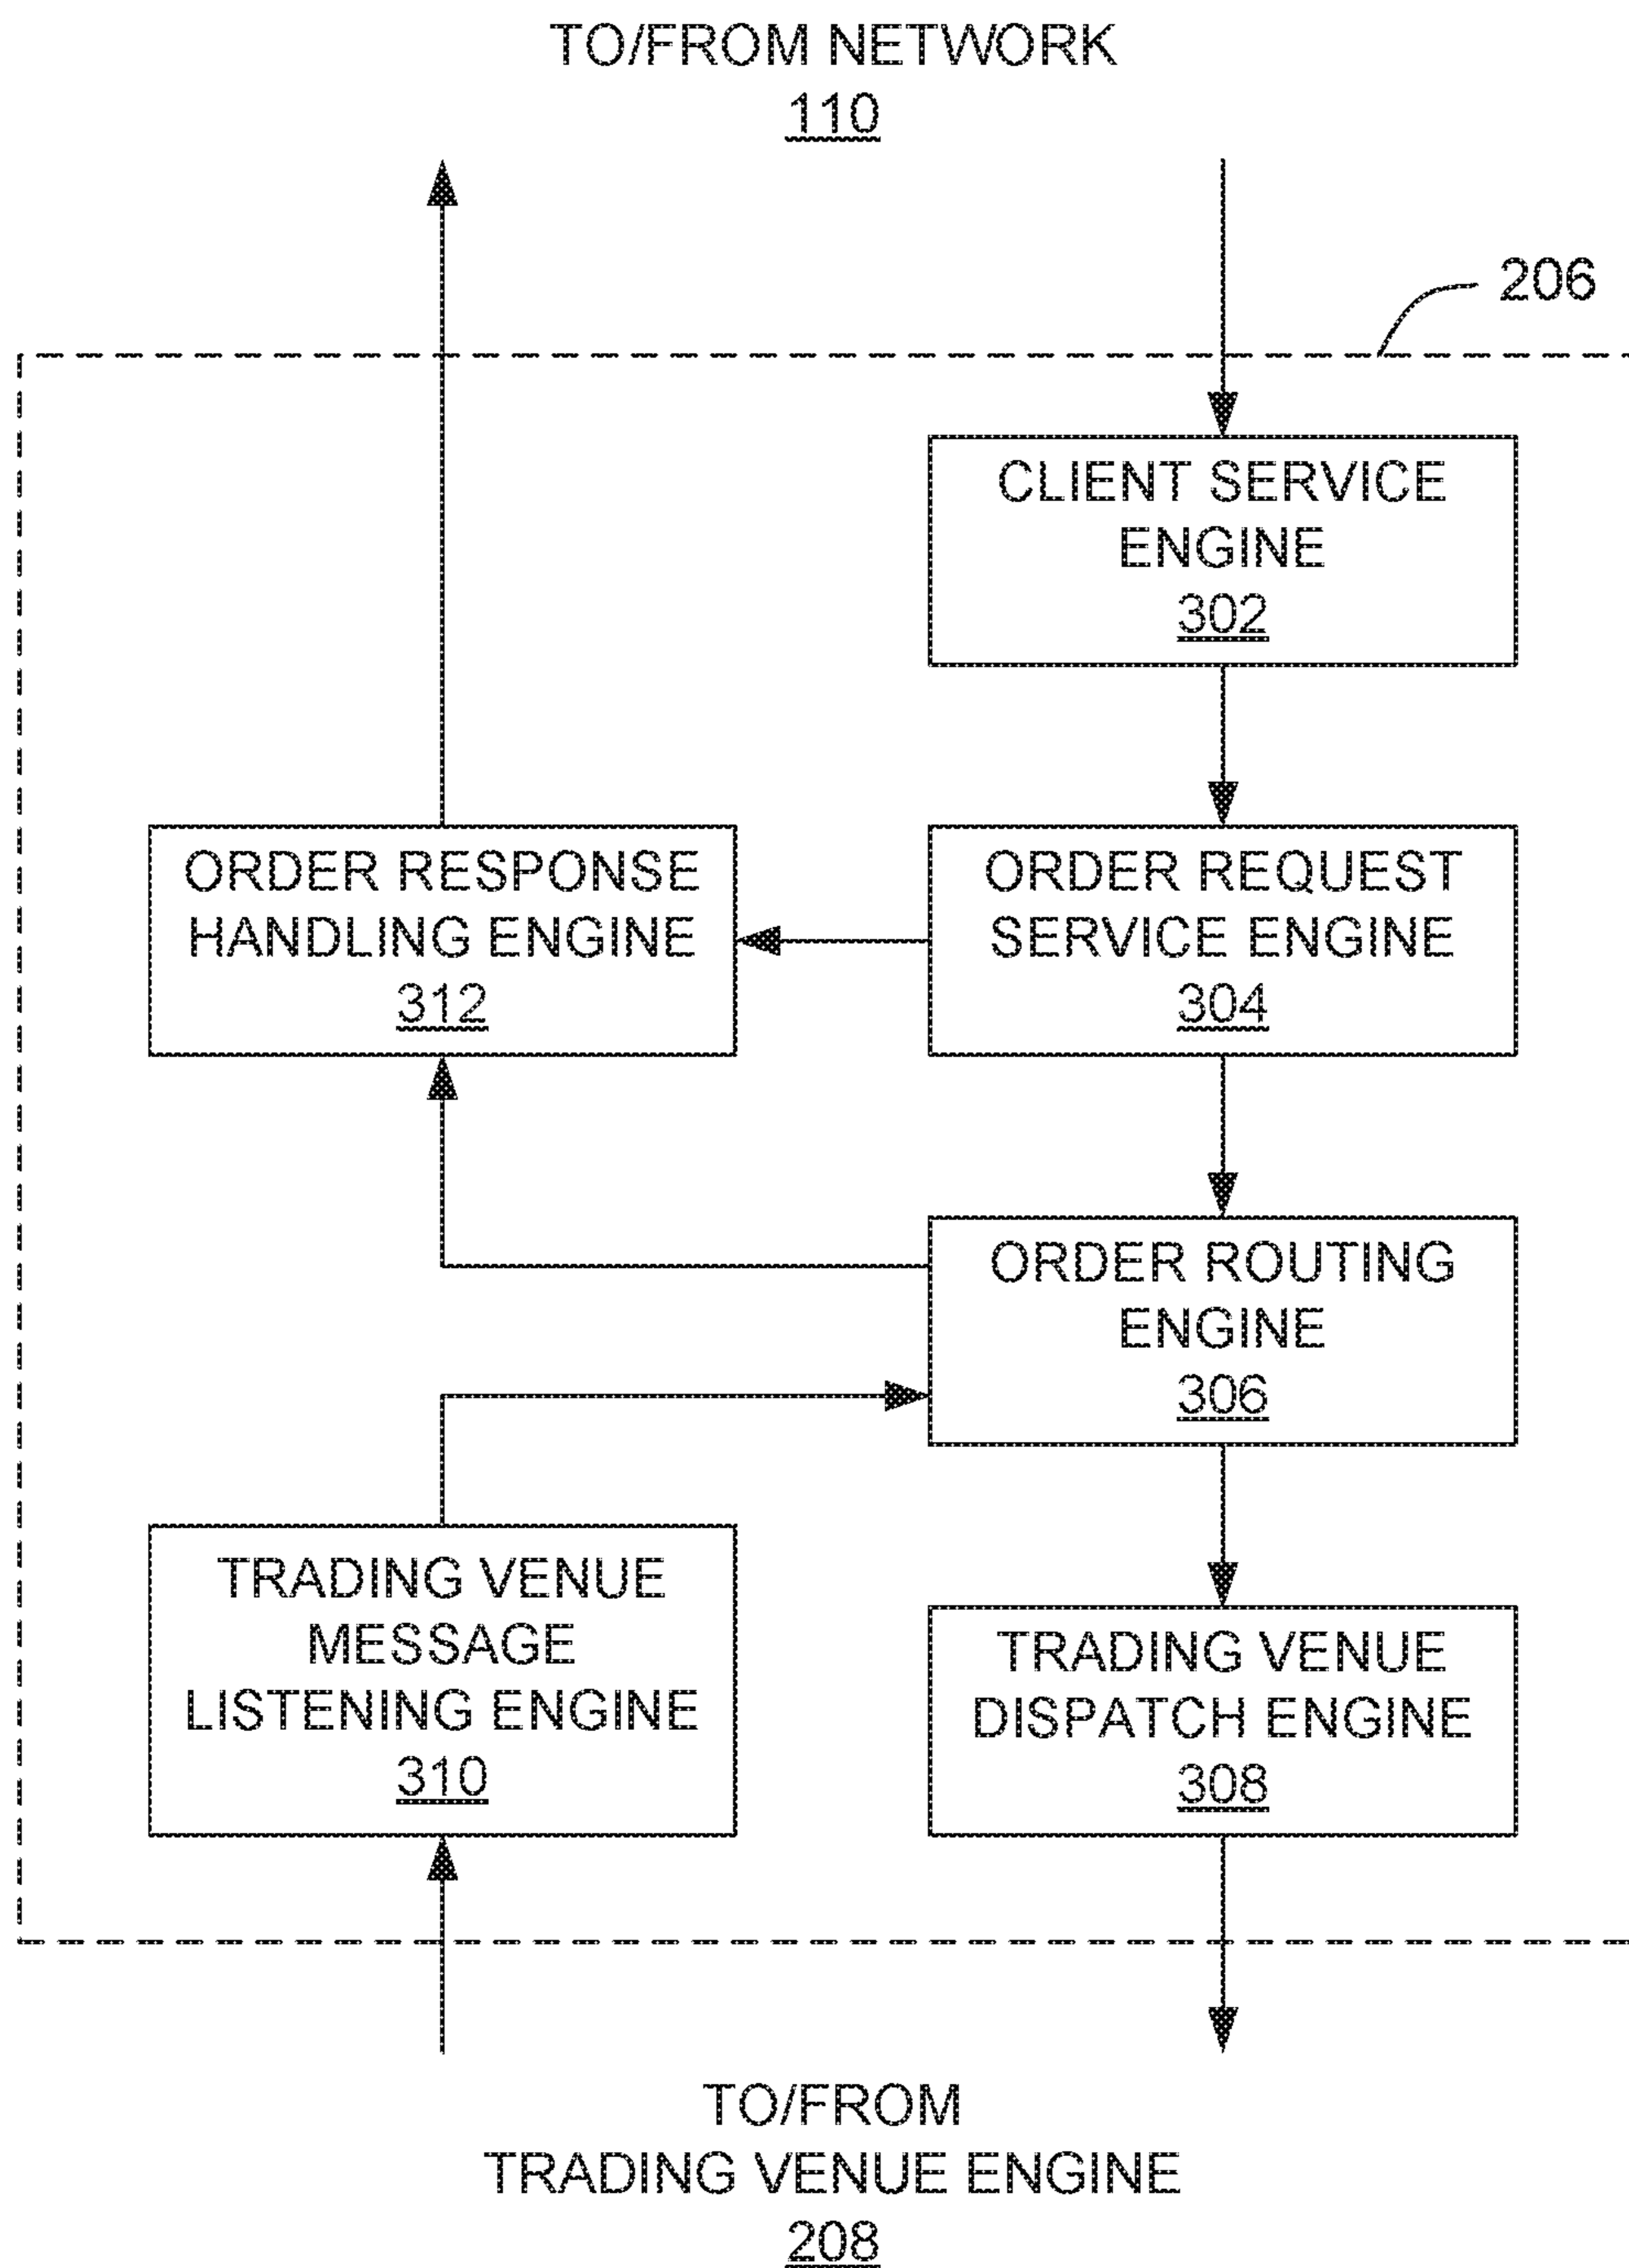 TO/FROM NETWORK
110
206
CLIENT SERVICE
ENGINE
302
ORDER RESPONSE
HANDLING ENGINE
312
ORDER REQUEST
SERVICE ENGINE
304
ORDER ROUTING
ENGINE
306
TRADING VENUE
MESSAGE
LISTENING ENGINE
310
TRADING VENUE
DISPATCH ENGINE
308
TO/FROM
TRADING VENUE ENGINE
208